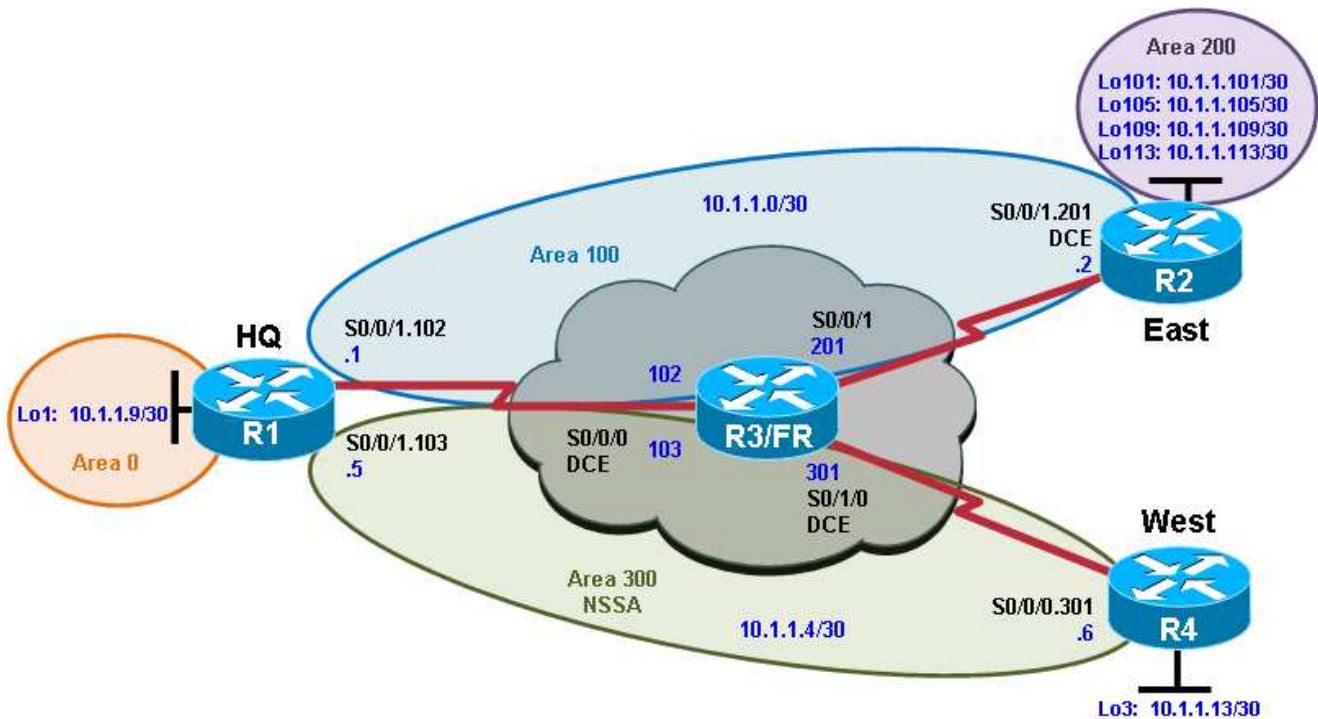 Area 200
Lo101: 10.1.1.101/30
Lo105: 10.1.1.105/30
Lo109: 10.1.1.109/30
Lo113: 10.1.1.113/30
10.1.1.0/30
S0/0/1.201
DCE
.2
R2
East
Area 100
HQ
S0/0/1.102
.1
S0/0/1
201
102
Lo1: 10.1.1.9/30
R1
R3/FR
Area 0
S0/0/1.103
.5
S0/0/0
DCE
103
301
S0/1/0
DCE
West
Area 300
NSSA
10.1.1.4/30
S0/0/0.301
.6
R4
Lo3: 10.1.1.13/30